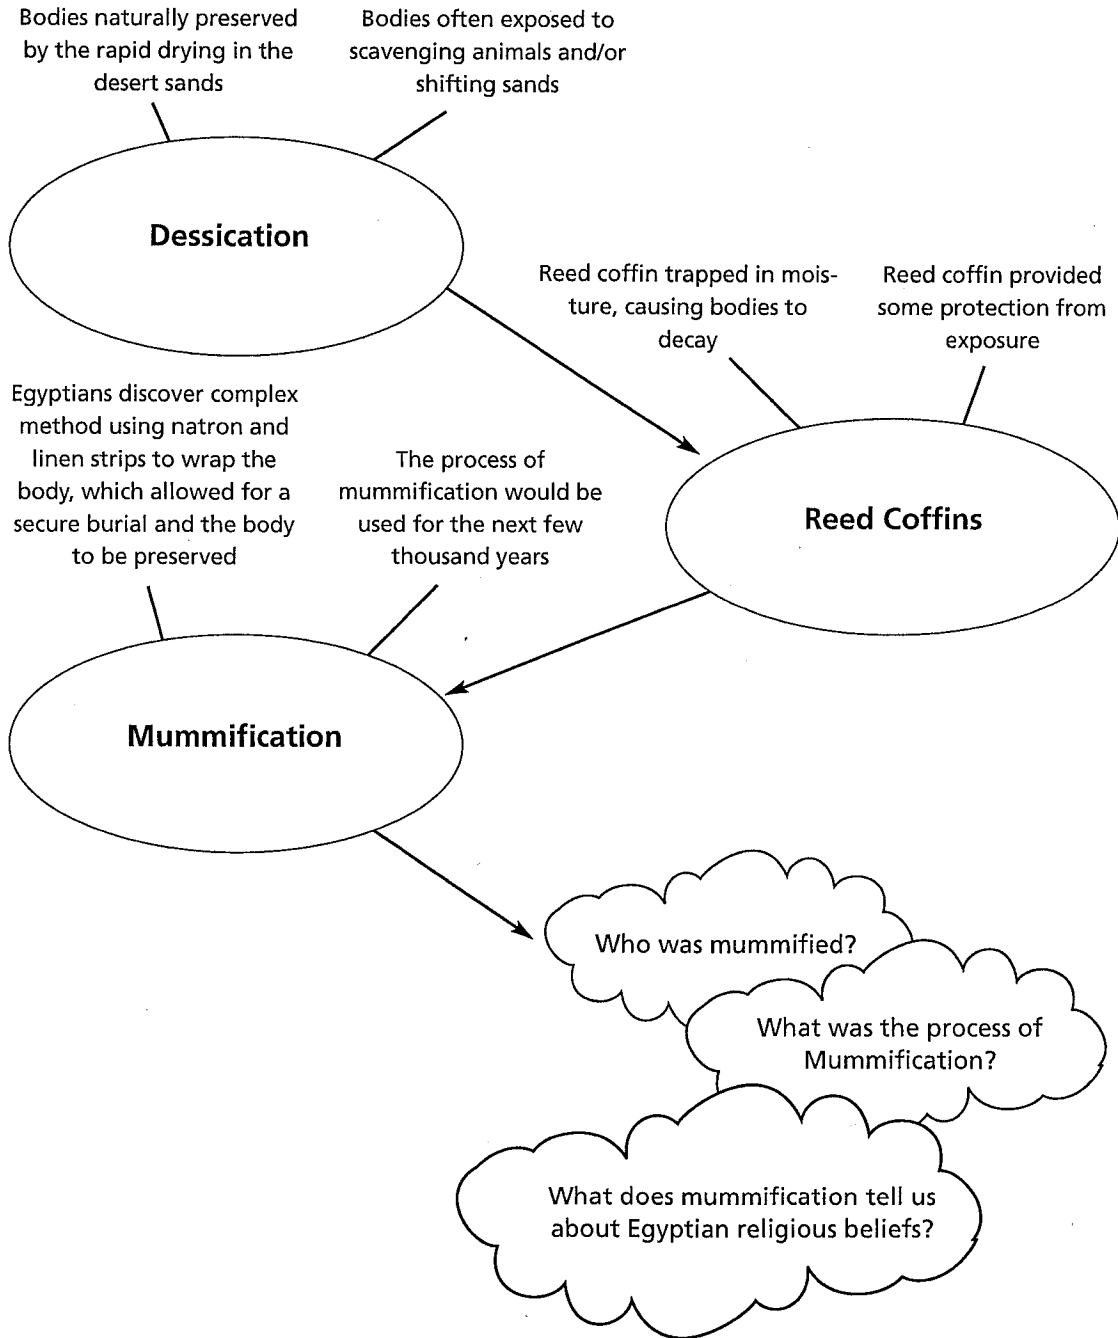 Bodies naturally preserved
by the rapid drying in the
desert sands
Bodies often exposed to
scavenging animals and/or
shifting sands
Dessication
Reed coffin trapped in mois-
ture, causing bodies to
decay
Reed coffin provided
some protection from
exposure
Reed Coffins
Egyptians discover complex
method using natron and
linen strips to wrap the
body, which allowed for a
secure burial and the body
to be preserved
The process of
mummification would be
used for the next few
thousand years
Mummification
Who was mummified?
What was the process of
Mummification?
What does mummification tell us
about Egyptian religious beliefs?